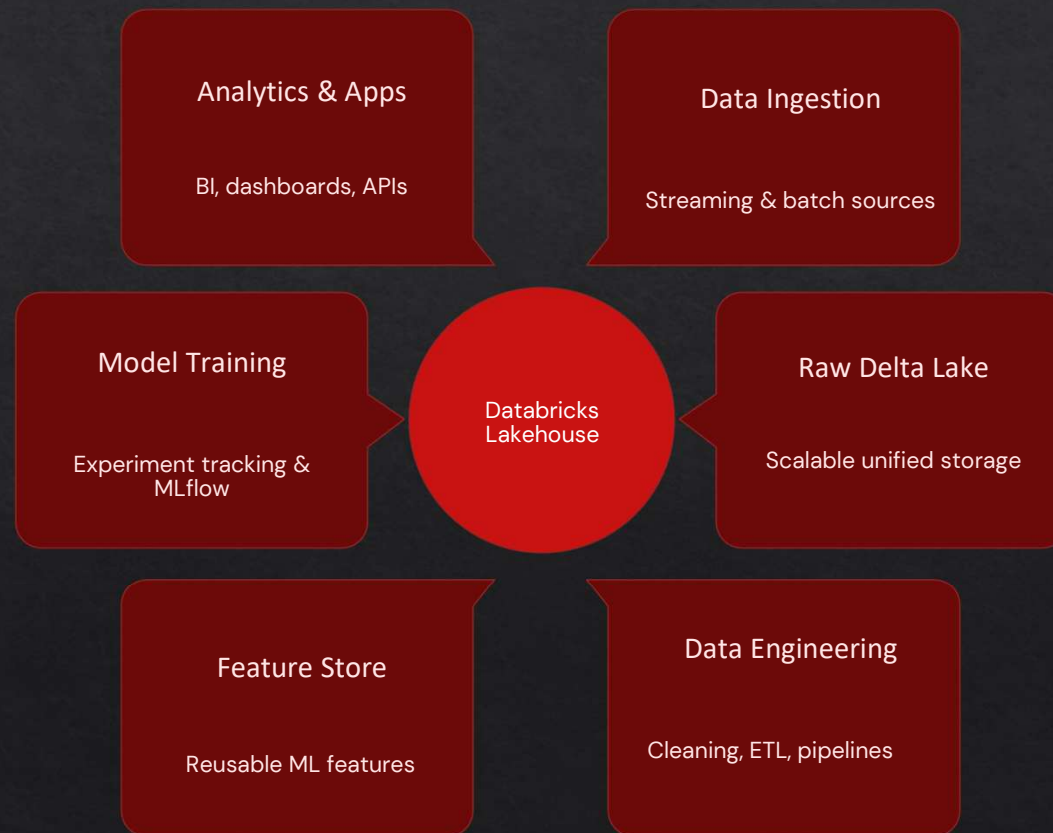 Analytics & Apps
BI, dashboards, APIs
Data Ingestion
Streaming & batch sources
Model Training
Experiment tracking &
MLflow
Databricks
Lakehouse
Raw Delta Lake
Scalable unified storage
Feature Store
Reusable ML features
Data Engineering
Cleaning, ETL, pipelines